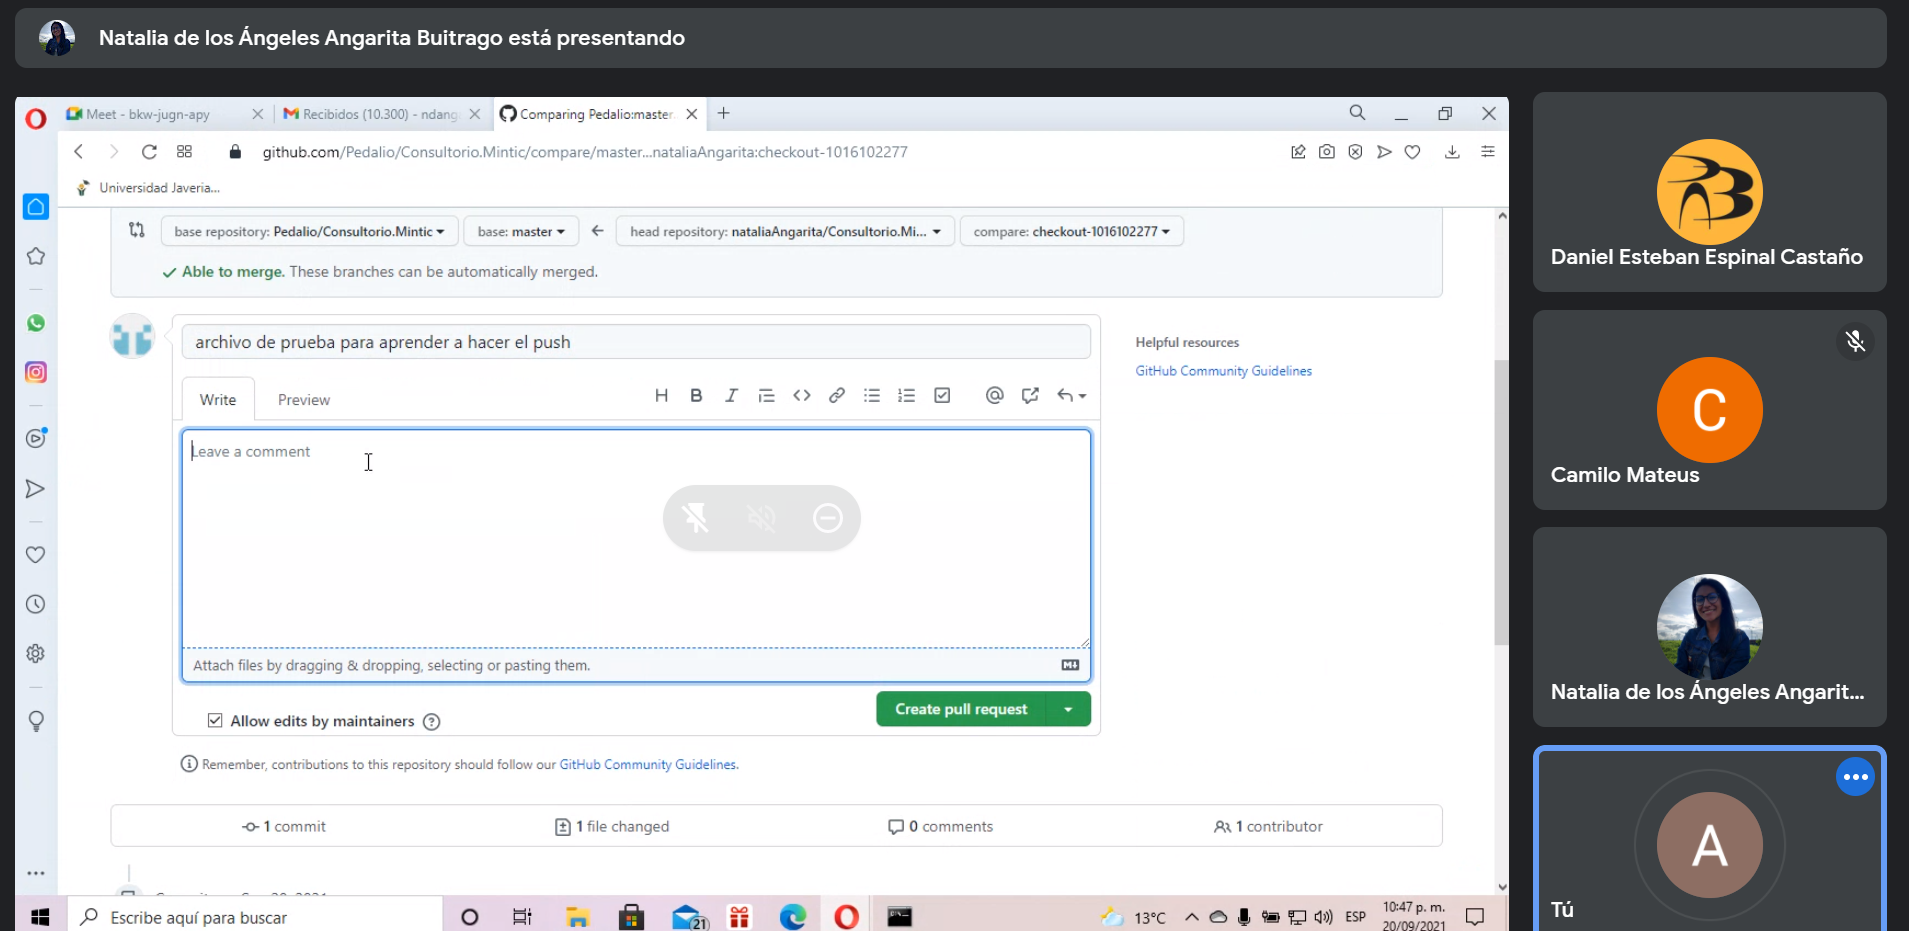 Natalia de los Ángeles Angarita Buitrago está presentando
Meet - bkw-jugn-apy
Recibidos (10.300) - ndang
Comparing Pedalio:master
github.com/Pedalio/Consultorio.Mintic/compare/master...nataliaAngarita:checkout-1016102277
Universidad Javeria...
base repository: Pedalio/Consultorio.Mintic
base: master
head repository: nataliaAngarita/Consultorio.Mi...
compare: checkout-1016102277
Able to merge. These branches can be automatically merged.
archivo de prueba para aprender a hacer el push
Write
Preview
H B I
Leave a comment
Attach files by dragging & dropping, selecting or pasting them.
Allow edits by maintainers
Create pull request
Remember, contributions to this repository should follow our GitHub Community Guidelines.
Helpful resources
GitHub Community Guidelines
1 commit
1 file changed
0 comments
1 contributor
Escribe aquí para buscar
21
13°C
ESP
10:47 p. m.
20/09/2021
Daniel Esteban Espinal Castaño
C
Camilo Mateus
Natalia de los Ángeles Angarit...
A
Tú